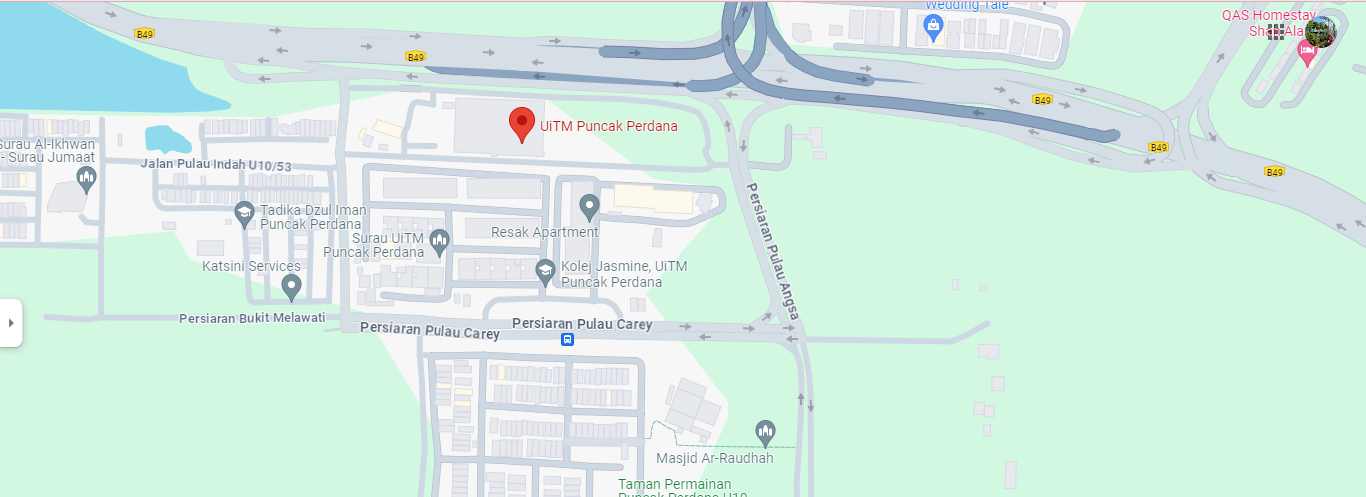 Wedding Tale
QAS Homestay
Shah Ala
B49
B49
B49
B49
B49
UiTM Puncak Perdana
Surau Al-Ikhwan
- Surau Jumaat
Jalan Pulau Indah U10/53
Tadika Dzul Iman
Puncak Perdana
Surau UiTM
Puncak Perdana
Resak Apartment
Persiaran Pulau Angsa
Katsini Services
Kolej Jasmine, UiTM
Puncak Perdana
Persiaran Bukit Melawati
Persiaran Pulau Carey
Persiaran Pulau Carey
Masjid Ar-Raudhah
Taman Permainan
Puncak Perdana U10